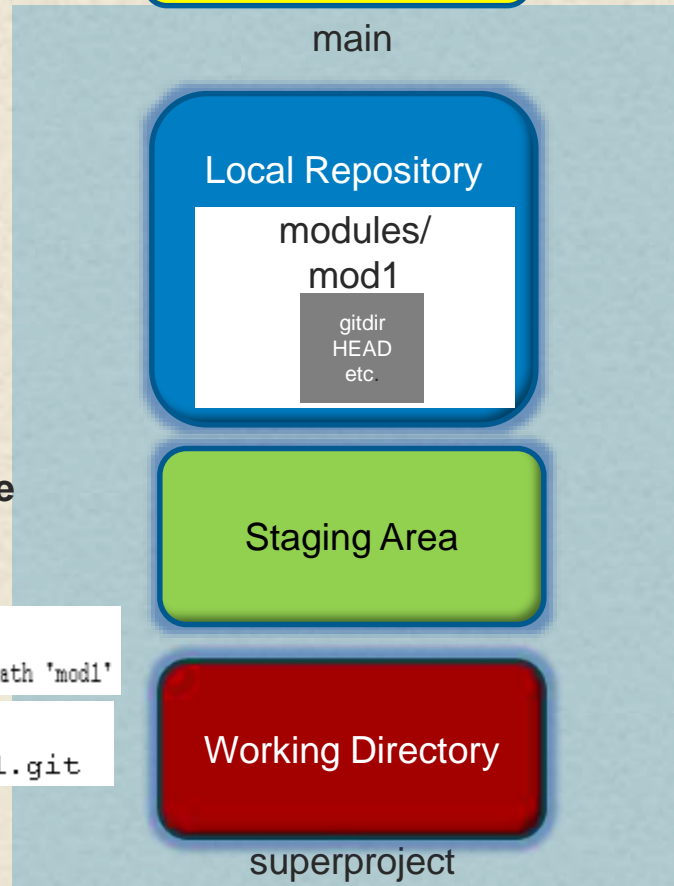 main
Local Repository
modules/
mod1
gitdir
HEAD
etc.
e
Staging Area
ath 'mod1'
Working Directory
1.git
superproject